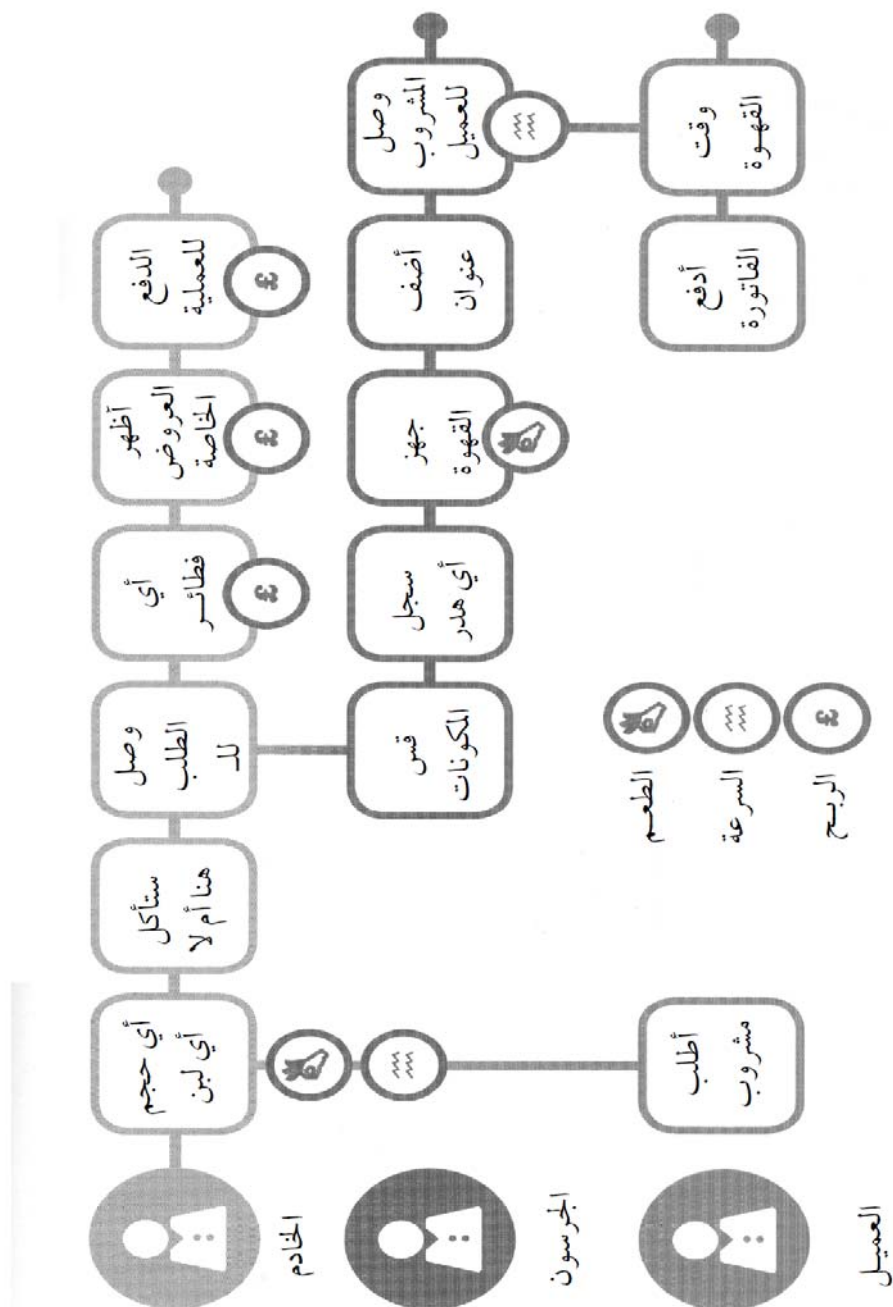 الخادم
أي حجم
أي لبن
ستأكل
هنا أم لا
وصل
الطلب
للـ
أي
فطائر
£
أظهر
العروض
الخاصة
£
الدفع
للعملية
£
الجرسون
قس
المكونات
سجل
أي هدر
جهز
القهوة
أضف
عنوان
وصل
المشروب
للعميل
العميل
أطلب
مشروب
أدفع
الفاتورة
وقت
القهوة
الطعم
السرعة
الربح
£